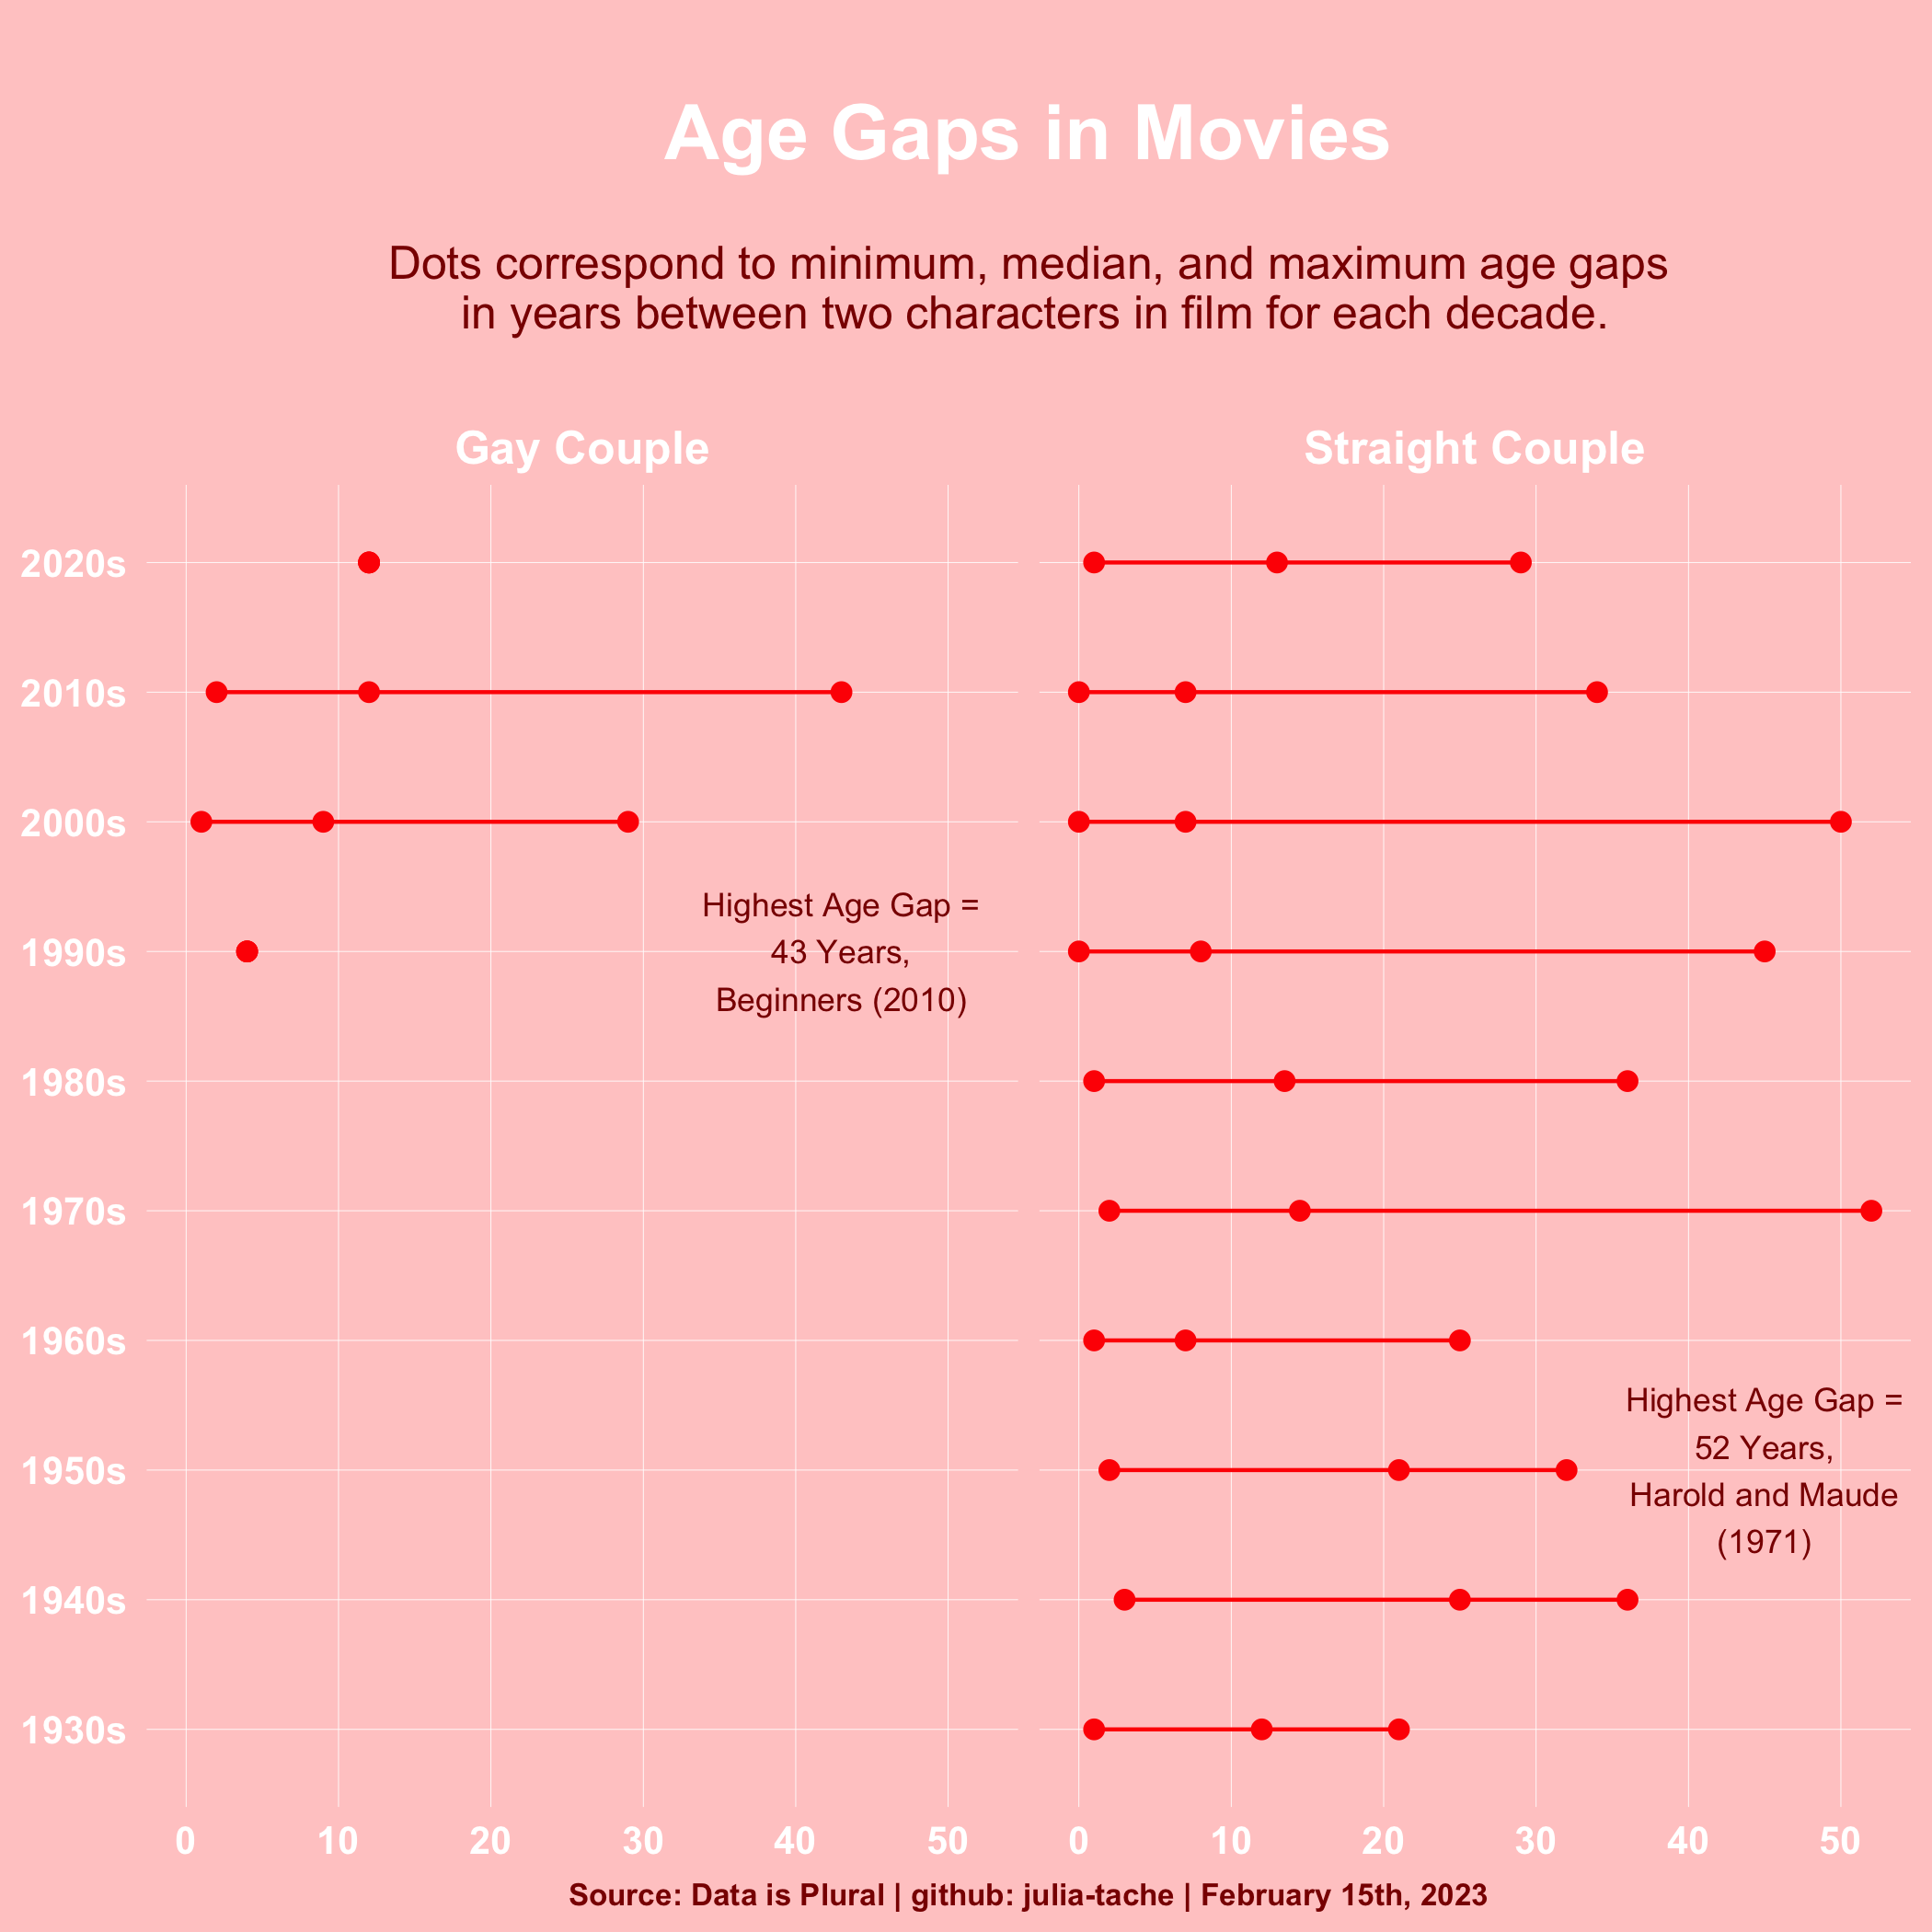 Age Gaps in Movies
Dots correspond to minimum, median, and maximum age gaps
in years between two characters in film for each decade.
Gay Couple
Straight Couple
2020s
2010s
2000s
1990s
1980s
1970s
1960s
1950s
1940s
1930s
Highest Age Gap =
43 Years,
Beginners (2010)
Highest Age Gap =
52 Years,
Harold and Maude
(1971)
0 10 20 30 40 50
0 10 20 30 40 50
Source: Data is Plural | github: julia-tache | February 15th, 2023